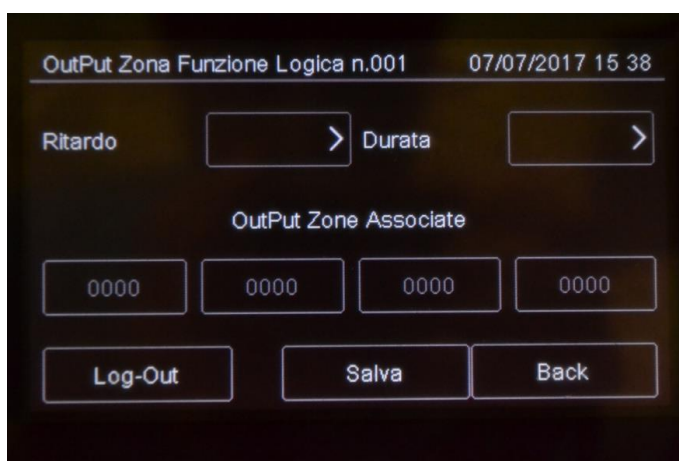 OutPut Zona Funzione Logica n.001 07/07/2017 15 38
Ritardo > Durata >
OutPut Zone Associate
0000 0000 0000 0000
Log-Out Salva Back